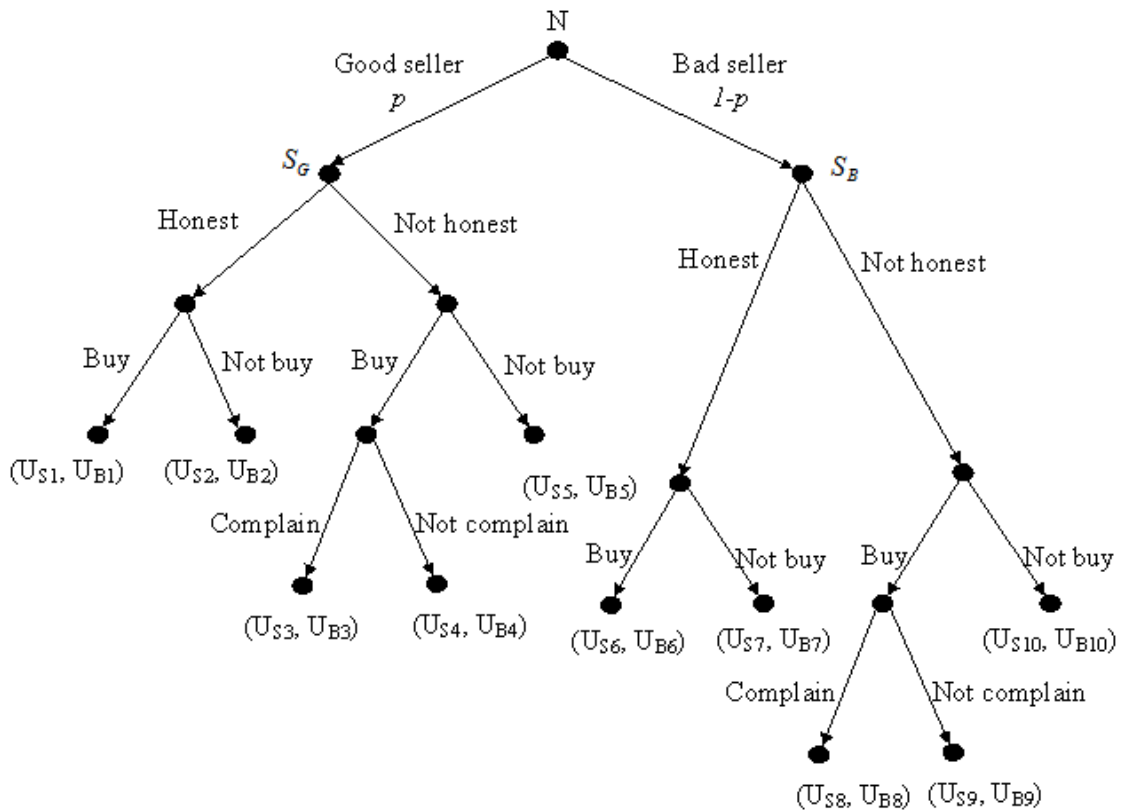 N
Good seller
p
Bad seller
1-p
S_G
S_B
Honest
Not honest
Honest
Not honest
Buy
Not buy
Buy
Not buy
(U_S1, U_B1)
(U_S2, U_B2)
(U_S5, U_B5)
Complain
Not complain
Buy
Not buy
Buy
Not buy
(U_S3, U_B3)
(U_S4, U_B4)
(U_S6, U_B6)
(U_S7, U_B7)
(U_S10, U_B10)
Complain
Not complain
(U_S8, U_B8)
(U_S9, U_B9)